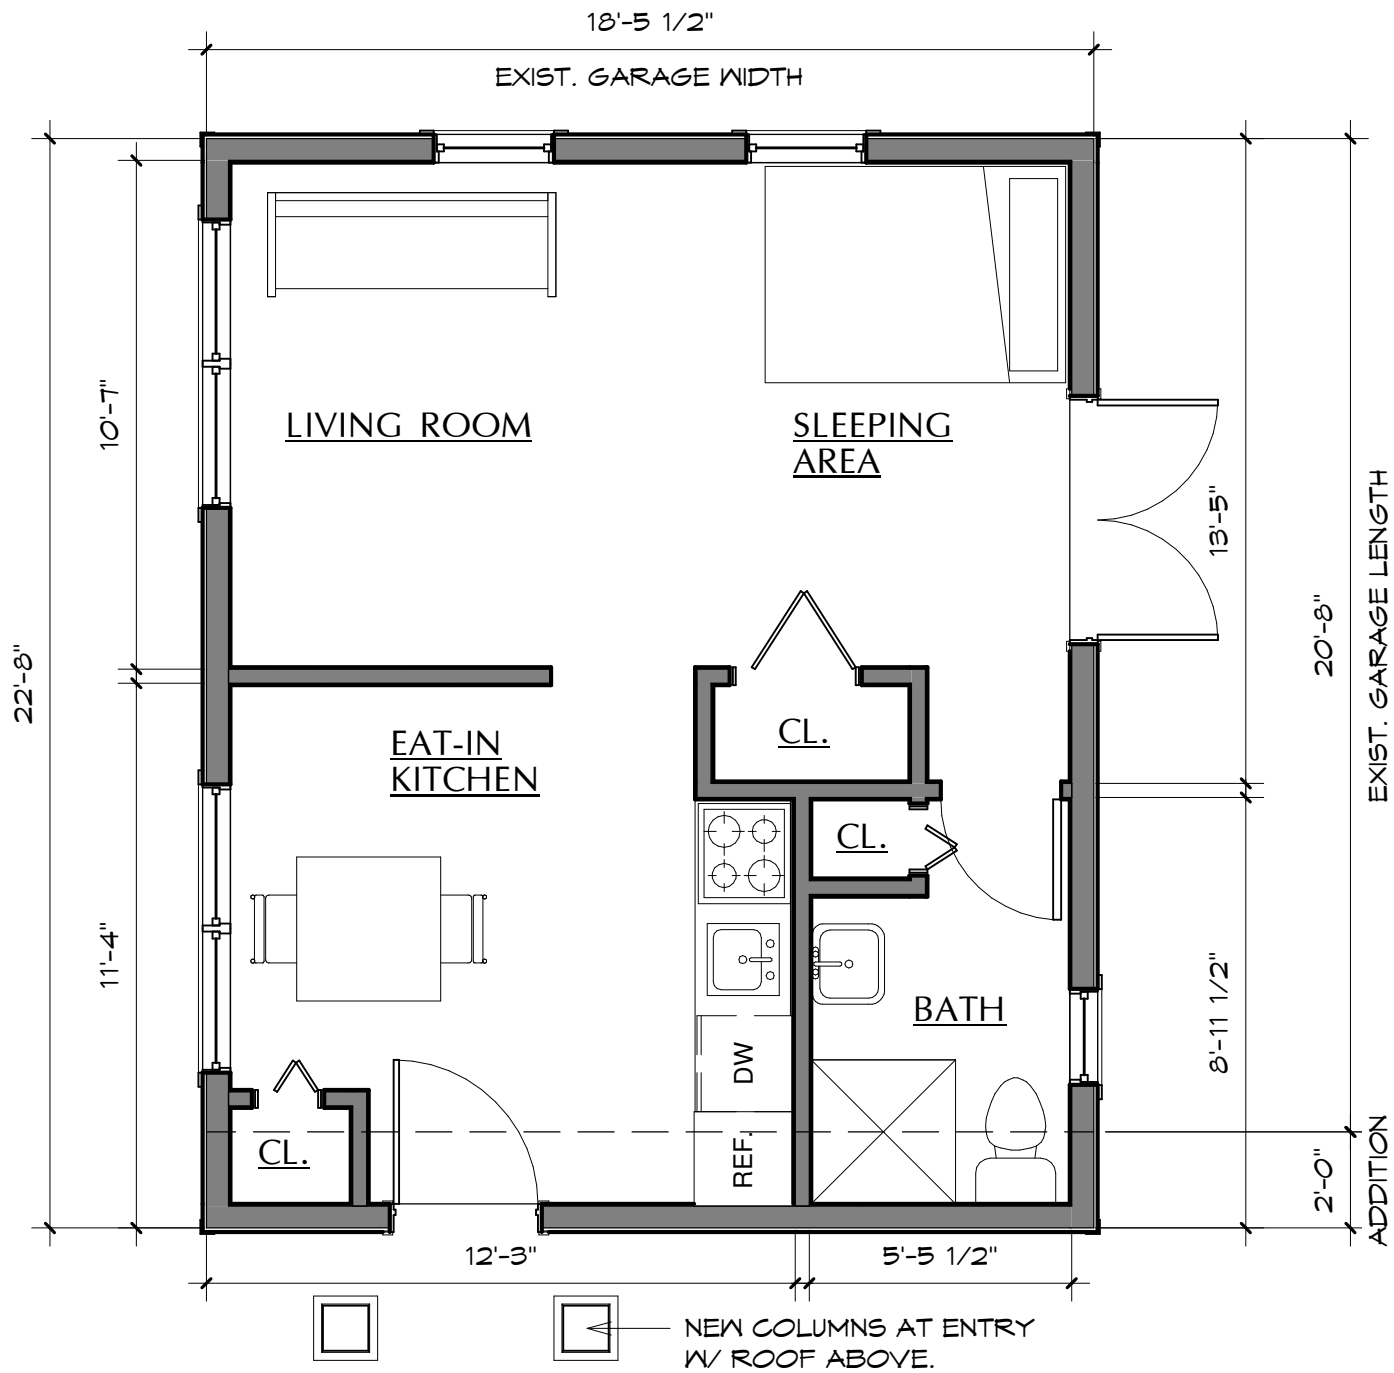 18'-5 1/2"
EXIST. GARAGE WIDTH
10'-7"
LIVING ROOM
SLEEPING
AREA
13'-5"
EXIST. GARAGE LENGTH
20'-8"
22'-8"
EAT-IN
KITCHEN
CL.
CL.
11'-4"
BATH
8'-11 1/2"
DW
REF.
CL.
2'-0"
ADDITION
12'-3"
5'-5 1/2"
NEW COLUMNS AT ENTRY
W/ ROOF ABOVE.